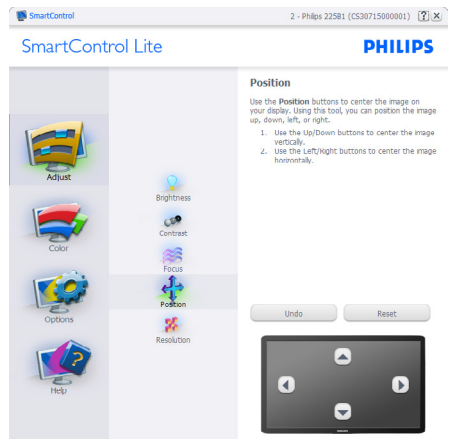 SmartControl
2 - Philips 225B1 (CS30715000001)
SmartControl Lite
PHILIPS
Adjust
Color
Options
Help
Brightness
Contrast
Focus
Position
Resolution
Position
Use the Position buttons to center the image on
your display. Using this tool, you can position the image
up, down, left, or right.
1. Use the Up/Down buttons to center the image
vertically.
2. Use the Left/Right buttons to center the image
horizontally.
Undo
Reset
PHILIPS